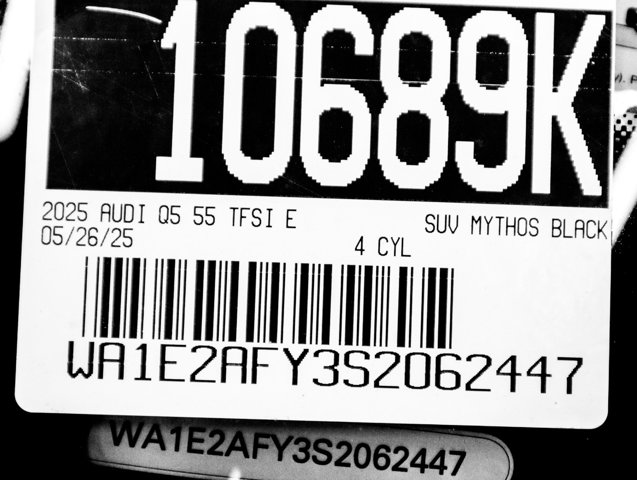 10689K
2025 AUDI Q5 55 TFSI E SUV MYTHOS BLACK
05/26/25 4 CYL
WA1E2AFY3S2062447
WA1E2AFY3S2062447